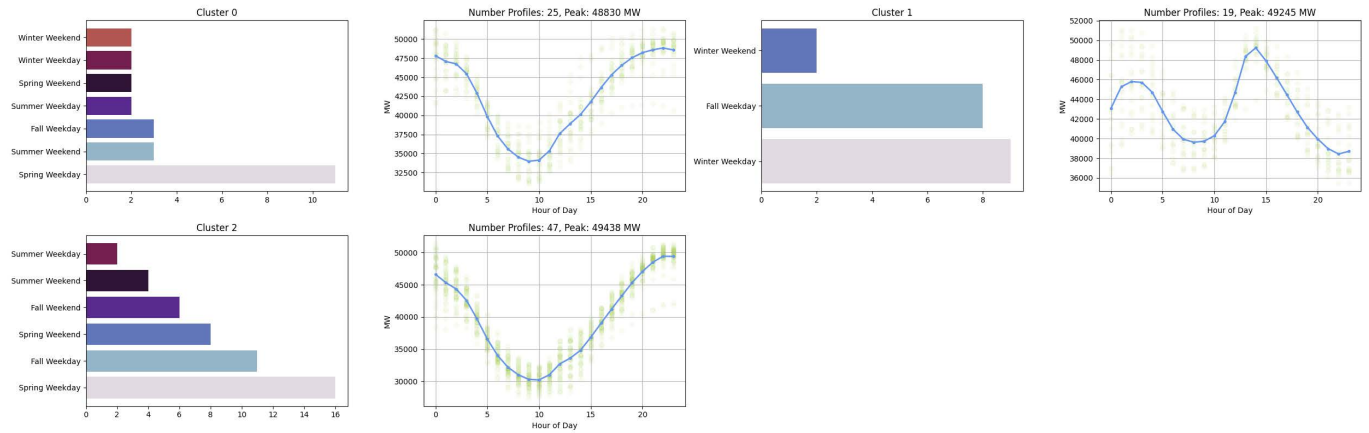 Cluster 0
Winter Weekend
Winter Weekday
Spring Weekend
Summer Weekday
Fall Weekday
Summer Weekend
Spring Weekday
0 2 4 6 8 10
Number Profiles: 25, Peak: 48830 MW
MW
50000
47500
45000
42500
40000
37500
35000
32500
0 5 10 15 20
Hour of Day
Cluster 1
Winter Weekend
Fall Weekday
Winter Weekday
0 2 4 6 8
Number Profiles: 19, Peak: 49245 MW
MW
52000
50000
48000
46000
44000
42000
40000
38000
36000
0 5 10 15 20
Hour of Day
Cluster 2
Summer Weekday
Summer Weekend
Fall Weekend
Spring Weekend
Fall Weekday
Spring Weekday
0 2 4 6 8 10 12 14 16
Number Profiles: 47, Peak: 49438 MW
MW
50000
45000
40000
35000
30000
0 5 10 15 20
Hour of Day